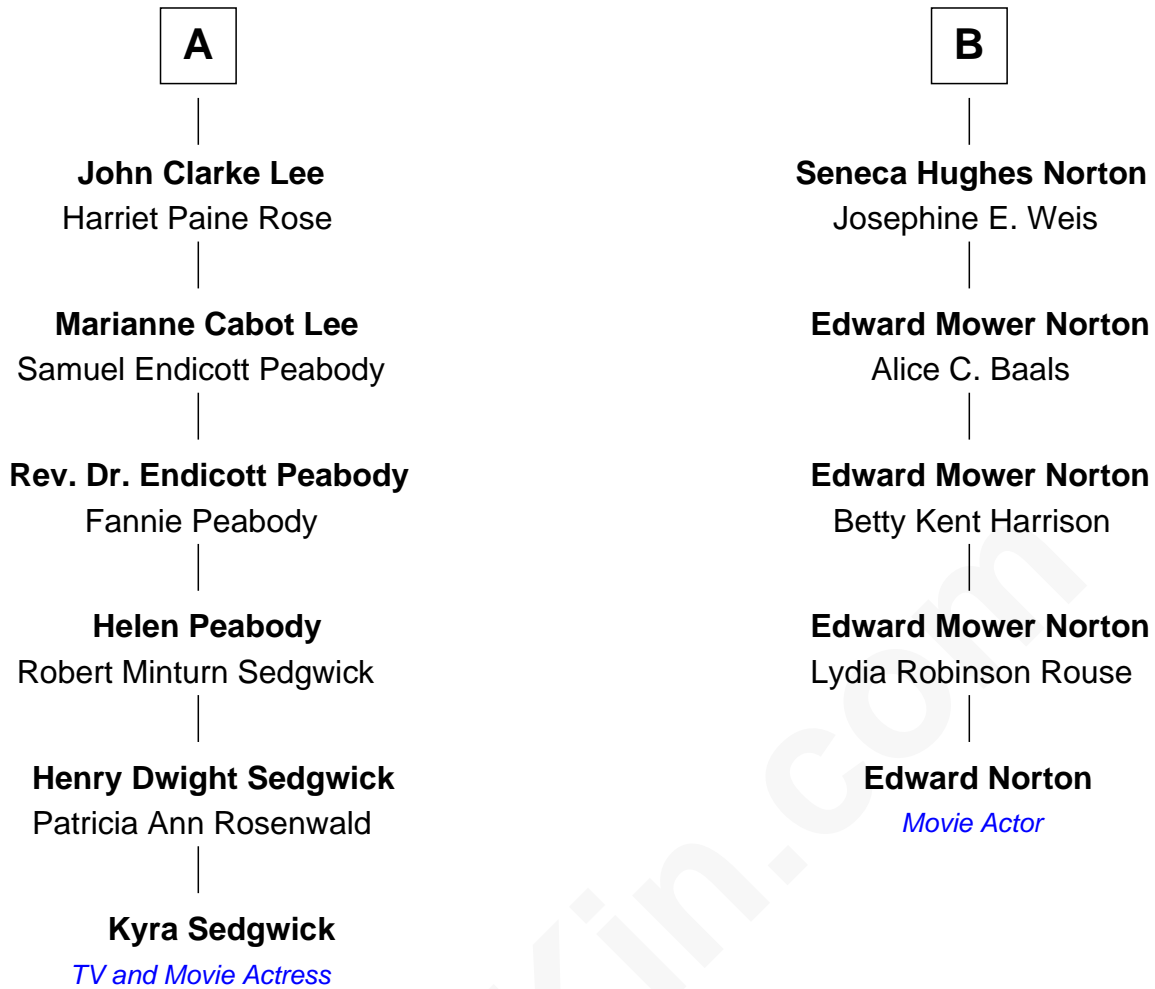 A
John Clarke Lee
Harriet Paine Rose
Marianne Cabot Lee
Samuel Endicott Peabody
Rev. Dr. Endicott Peabody
Fannie Peabody
Helen Peabody
Robert Minturn Sedgwick
Henry Dwight Sedgwick
Patricia Ann Rosenwald
Kyra Sedgwick
TV and Movie Actress
B
Seneca Hughes Norton
Josephine E. Weis
Edward Mower Norton
Alice C. Baals
Edward Mower Norton
Betty Kent Harrison
Edward Mower Norton
Lydia Robinson Rouse
Edward Norton
Movie Actor
Kin.com